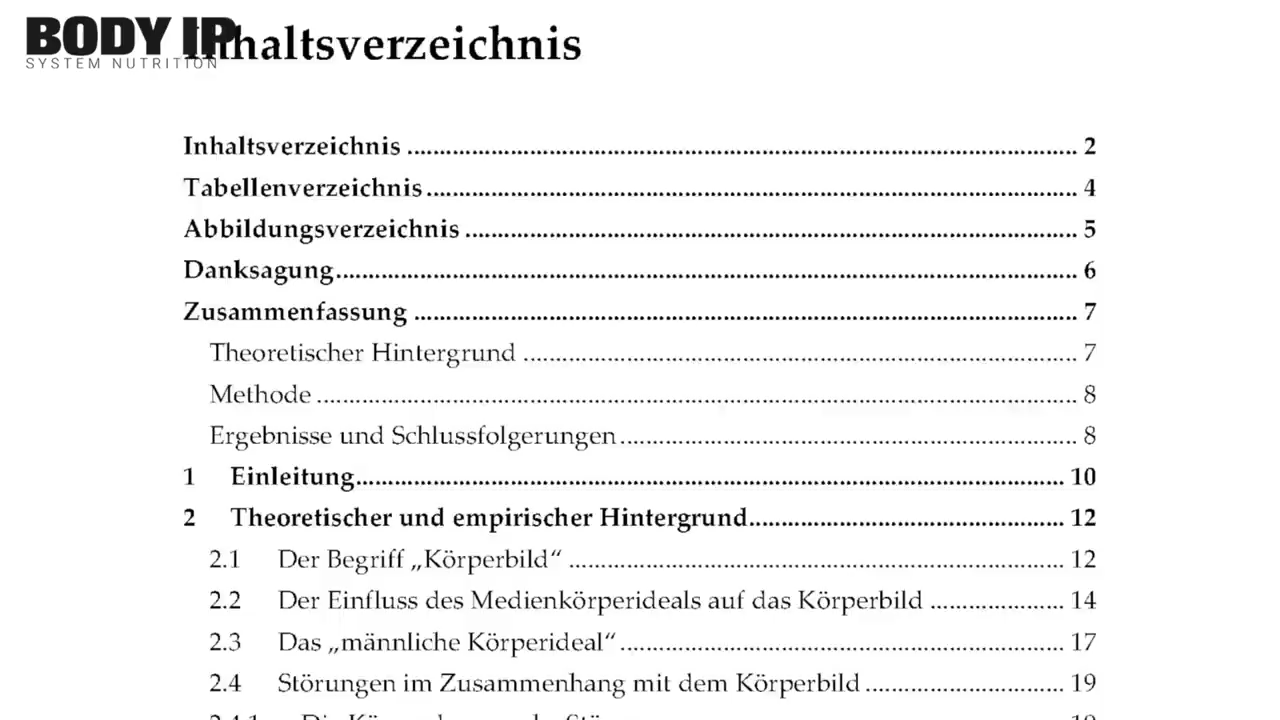 BODY IP
SYSTEM NUTRITION
Inhaltsverzeichnis
Inhaltsverzeichnis ........ 2
Tabellenverzeichnis ........ 4
Abbildungsverzeichnis ........ 5
Danksagung ........ 6
Zusammenfassung ........ 7
Theoretischer Hintergrund ........ 7
Methode ........ 8
Ergebnisse und Schlussfolgerungen ........ 8
1 Einleitung ........ 10
2 Theoretischer und empirischer Hintergrund ........ 12
2.1 Der Begriff „Körperbild“ ........ 12
2.2 Der Einfluss des Medienkörperideals auf das Körperbild ........ 14
2.3 Das „männliche Körperideal“ ........ 17
2.4 Störungen im Zusammenhang mit dem Körperbild ........ 19